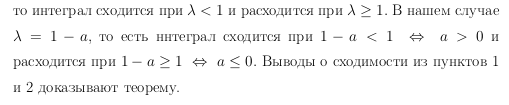 то интеграл сходится при λ < 1 и расходится при λ ≥ 1. В нашем случае
λ = 1 − a, то есть ннтеграл сходится при 1 − a < 1 ⇔ a > 0 и
расходится при 1 − a ≥ 1 ⇔ a ≤ 0. Выводы о сходимости из пунктов 1
и 2 доказывают теорему.